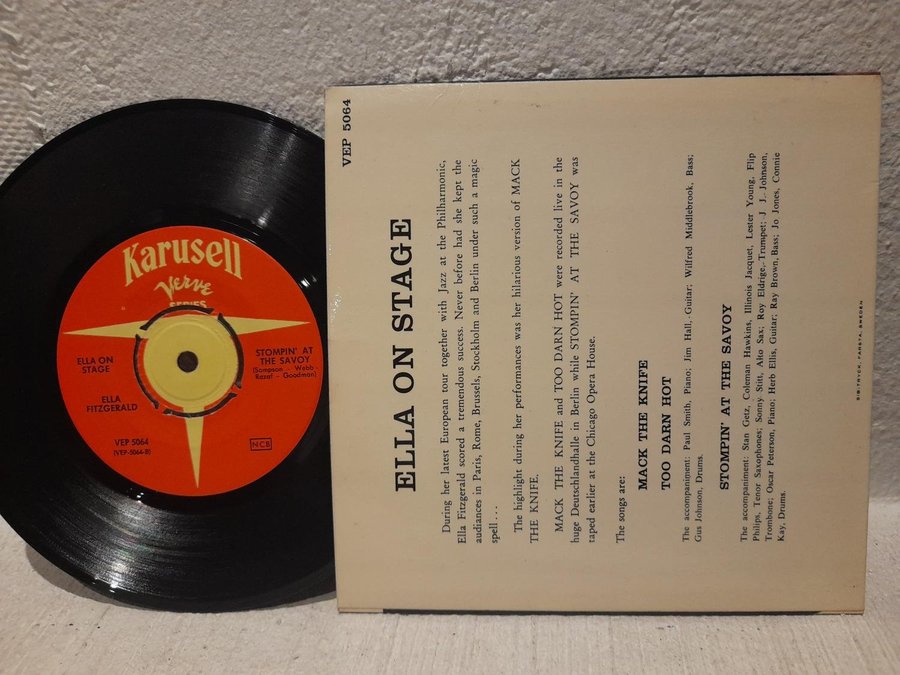 Karusell
Verve
SERIES
ELLA ON
STAGE
ELLA
FITZGERALD
VEP 5064
(VEP-5064-B)
STOMPIN' AT
THE SAVOY
(Sompson - Webb
Razaf - Goodman)
NCB
VEP 5064
ELLA ON STAGE
During her latest European tour together with Jazz at the Philharmonic,
Ella Fitzgerald scored a tremendous success. Never before had she kept the
audiences in Paris, Rome, Brussels, Stockholm and Berlin under such a magic
spell...
The highlight during her performances was her hilarious version of MACK
THE KNIFE.
MACK THE KNIFE and TOO DARN HOT were recorded live in the
huge Deutschlandhalle in Berlin while STOMPIN' AT THE SAVOY was
taped earlier at the Chicago Opera House.
The songs are:
MACK THE KNIFE
TOO DARN HOT
The accompaniment: Paul Smith, Piano; Jim Hall, Guitar; Wilfred Middlebrook, Bass;
Gus Johnson, Drums.
STOMPIN' AT THE SAVOY
The accompaniment: Stan Getz, Coleman Hawkins, Illinois Jacquet, Lester Young, Flip
Philips, Tenor Saxophones; Sonny Stitt, Alto Sax; Roy Eldrige, Trumpet; J J. Johnson,
Trombone; Oscar Peterson, Piano; Herb Ellis, Guitar; Ray Brown, Bass; Jo Jones, Connie
Kay, Drums.
SIB-TRYCK, FARSTA, SWEDEN